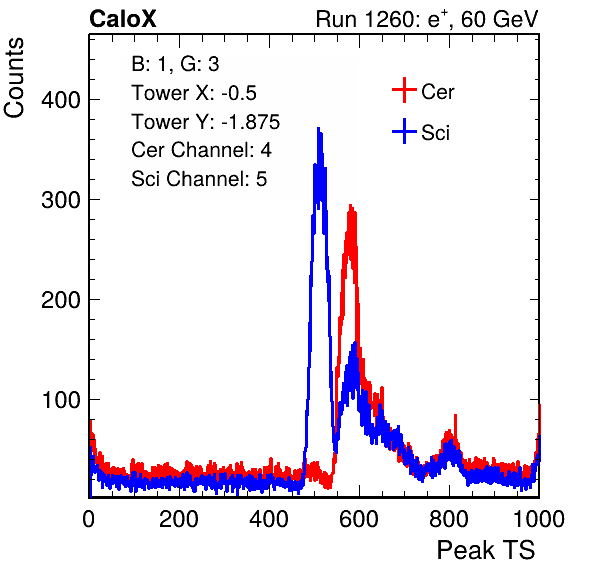 CaloX
Run 1260: e+, 60 GeV
Counts
B: 1, G: 3
Tower X: -0.5
Tower Y: -1.875
Cer Channel: 4
Sci Channel: 5
Cer
Sci
400
300
200
100
0 200 400 600 800 1000
Peak TS